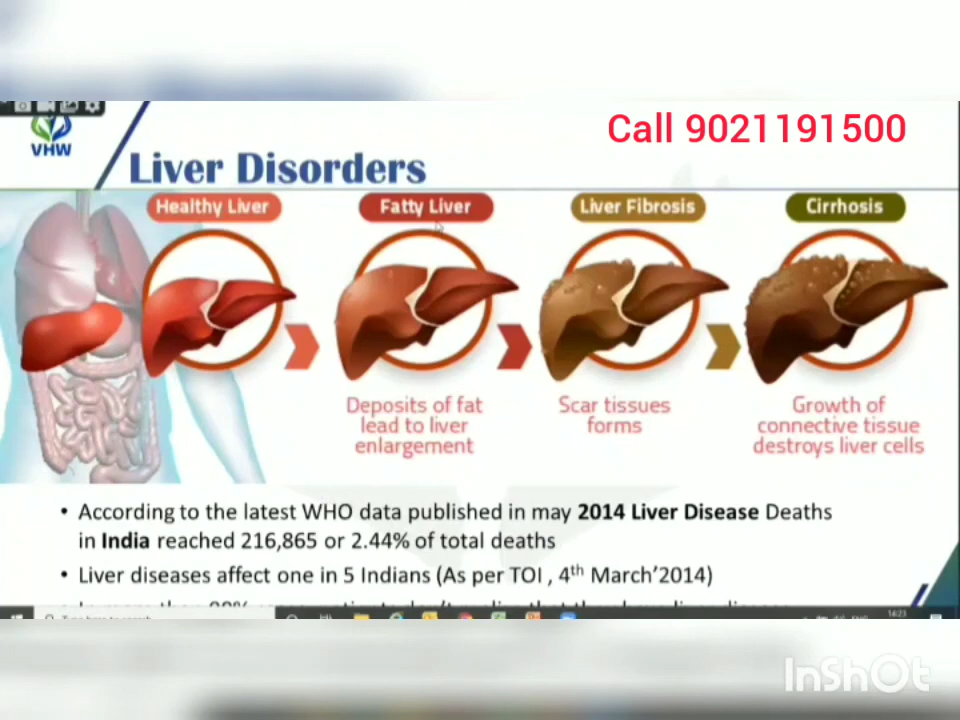 Call 9021191500
VHW
Liver Disorders
Healthy Liver
Fatty Liver
Liver Fibrosis
Cirrhosis
Deposits of fat
lead to liver
enlargement
Scar tissues
forms
Growth of
connective tissue
destroys liver cells
• According to the latest WHO data published in may 2014 Liver Disease Deaths
in India reached 216,865 or 2.44% of total deaths
• Liver diseases affect one in 5 Indians (As per TOI , 4th March'2014)
14:23
InShOt